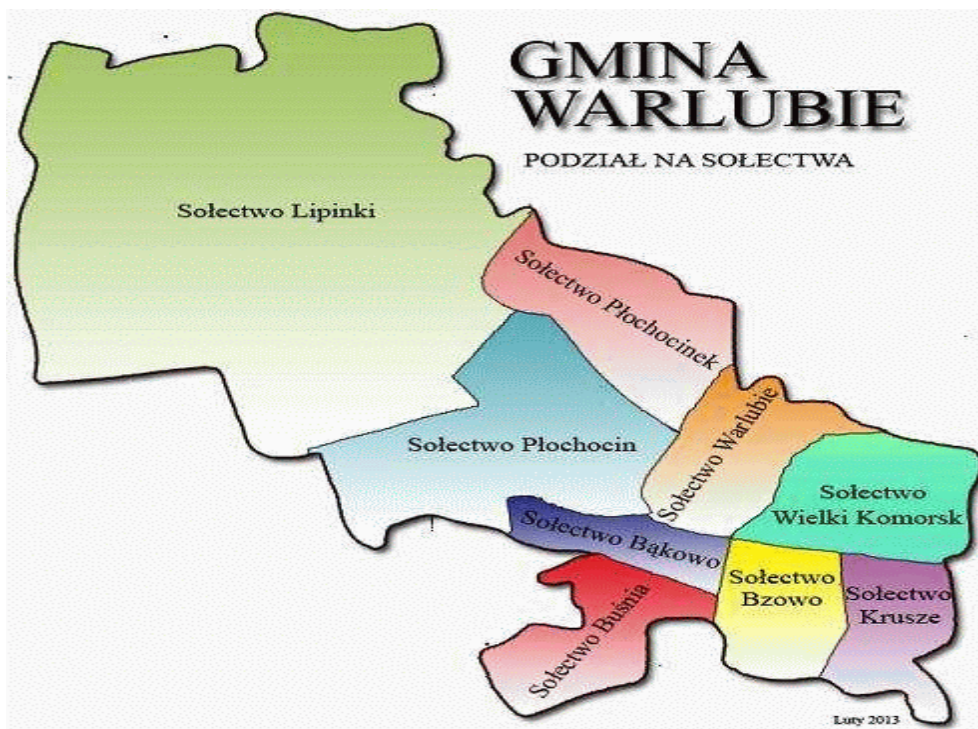 GMINA
WARLUBIE
PODZIAŁ NA SOŁECTWA
Sołectwo Lipinki
Sołectwo Płochocinek
Sołectwo Płochocin
Sołectwo Warlubie
Sołectwo
Wielki Komorsk
Sołectwo Bąkowo
Sołectwo
Bzowo
Sołectwo
Krusze
Sołectwo Buśnia
Luty 2013